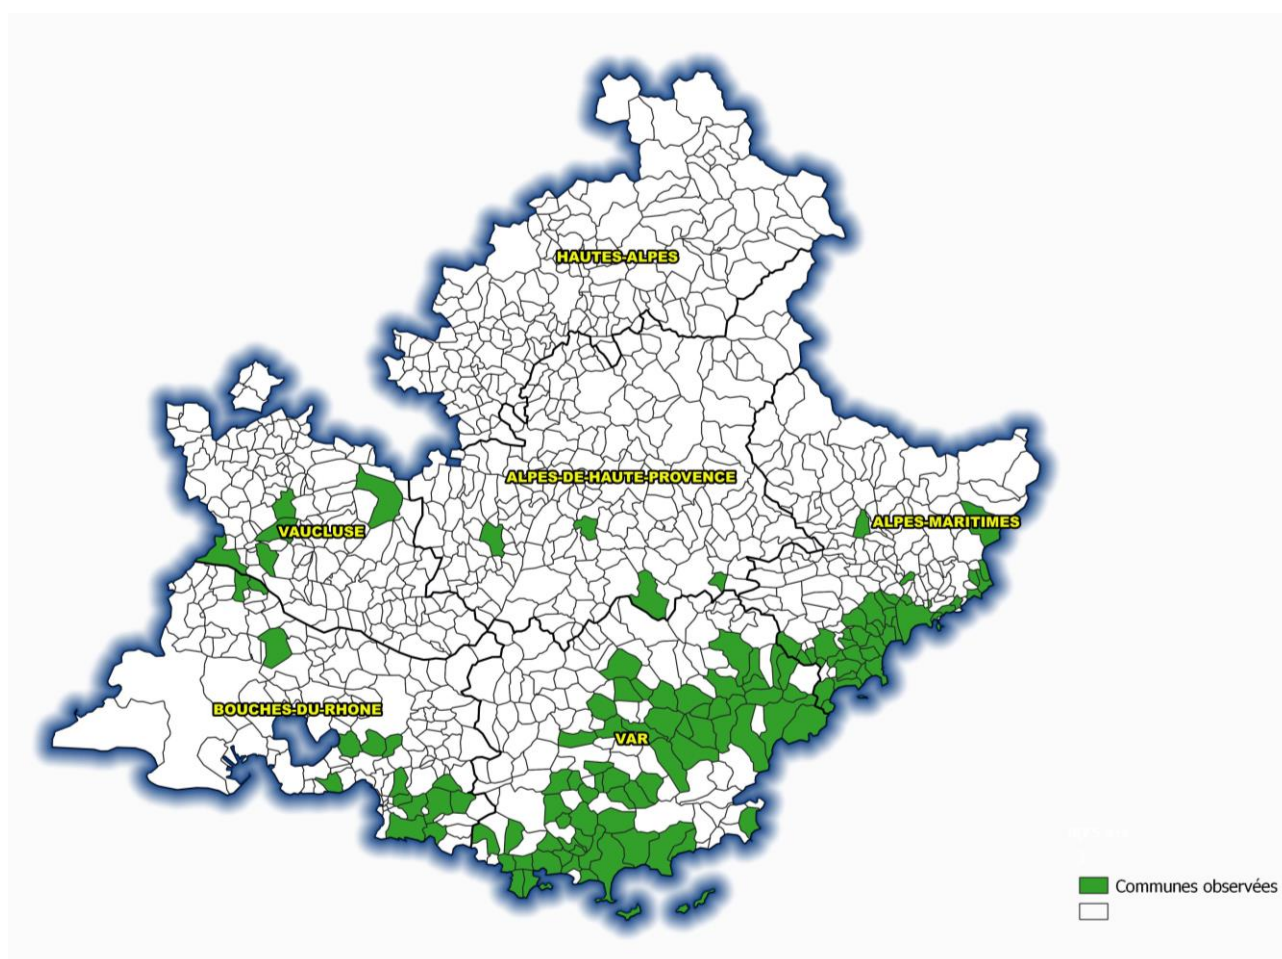 HAUTES-ALPES
ALPES-DE-HAUTE-PROVENCE
ALPES-MARITIMES
VAUCLUSE
BOUCHES-DU-RHONE
VAR
Communes observées